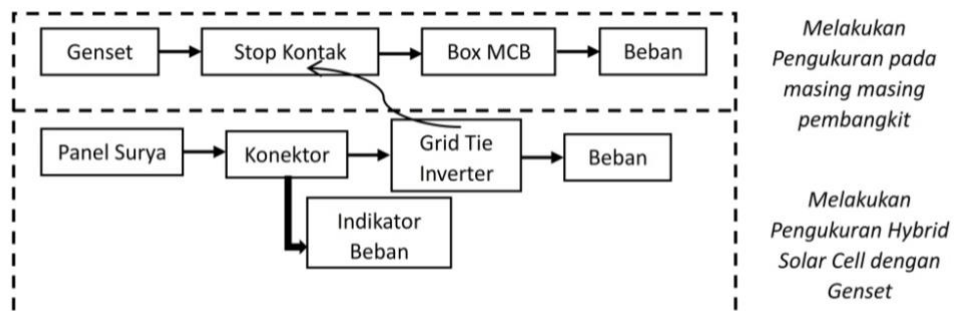 Genset
Stop Kontak
Box MCB
Beban
Melakukan
Pengukuran pada
masing masing
pembangkit
Panel Surya
Konektor
Grid Tie
Inverter
Beban
Indikator
Beban
Melakukan
Pengukuran Hybrid
Solar Cell dengan
Genset